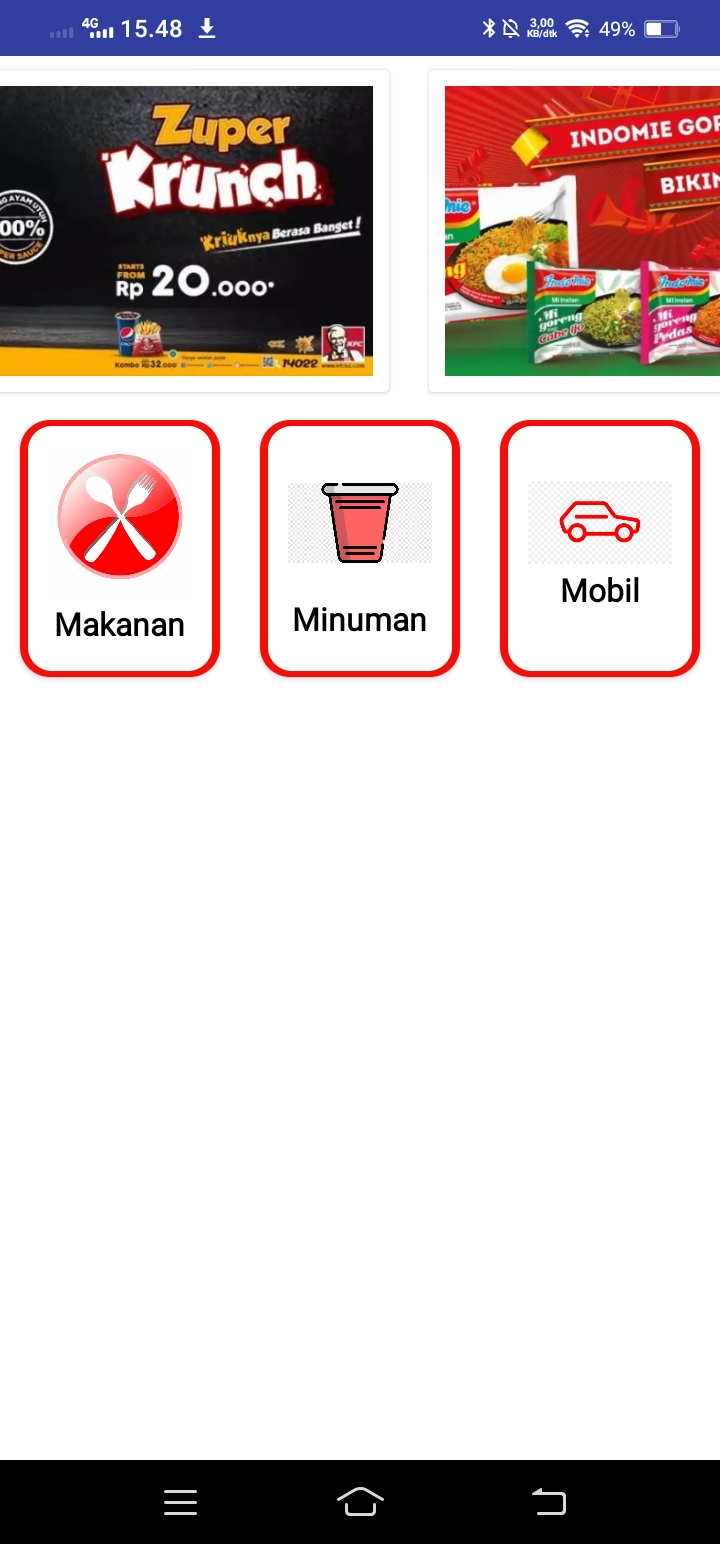 4G 15.48 3,00 KB/dtk 49%
Zuper
Krunch
00%
Kriuknya Berasa Banget!
STARTS
FROM
Rp 20.000*
KFC
Kombo Rp32.000*
14022
INDOMIE GOR
BIKIN
Indomie
Indomie
MI Instan
MI Instan
Mi
goreng
Cabe Ijo
Mi
goreng
Pedas
Makanan
Minuman
Mobil